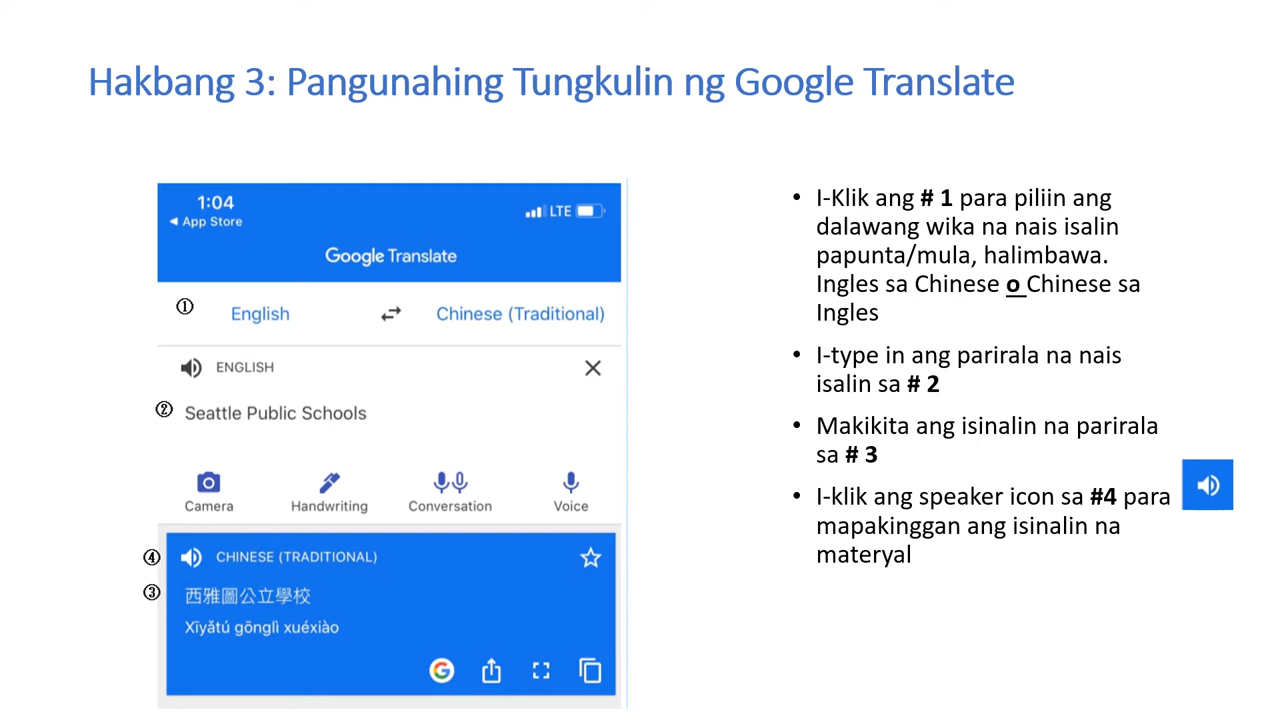 Hakbang 3: Pangunahing Tungkulin ng Google Translate
1:04
◀ App Store
LTE
Google Translate
① English Chinese (Traditional)
ENGLISH
② Seattle Public Schools
Camera Handwriting Conversation Voice
④ CHINESE (TRADITIONAL)
③ 西雅圖公立學校
Xīyǎtú gōnglì xuéxiào
G
• I-Klik ang # 1 para piliin ang
dalawang wika na nais isalin
papunta/mula, halimbawa.
Ingles sa Chinese o Chinese sa
Ingles
• I-type in ang parirala na nais
isalin sa # 2
• Makikita ang isinalin na parirala
sa # 3
• I-klik ang speaker icon sa #4 para
mapakinggan ang isinalin na
materyal